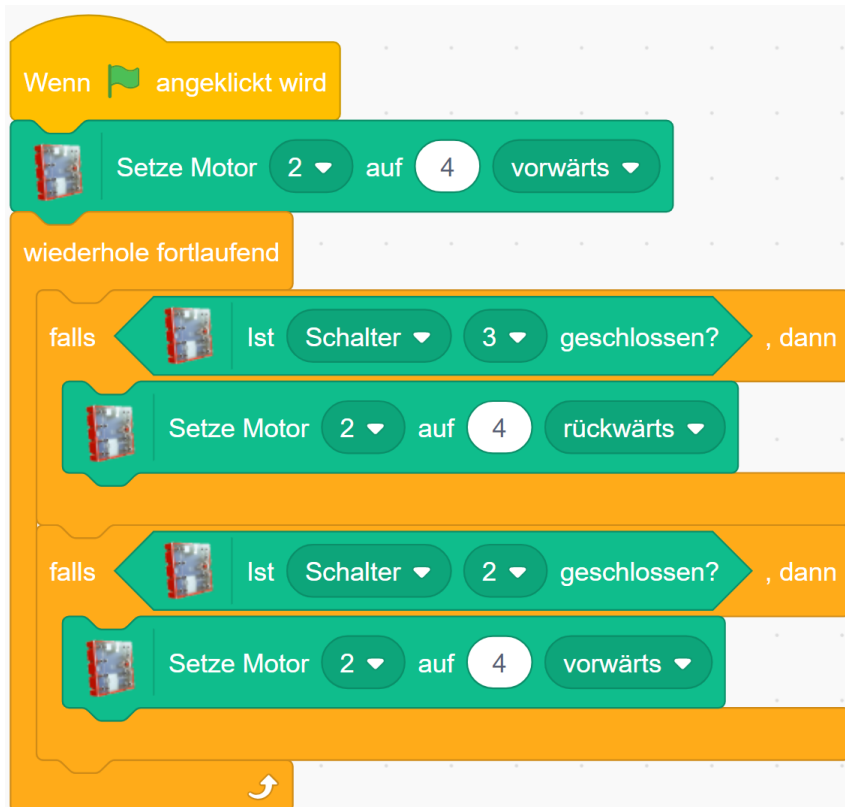 Wenn angeklickt wird
Setze Motor 2 auf 4 vorwärts
wiederhole fortlaufend
falls Ist Schalter 3 geschlossen? , dann
Setze Motor 2 auf 4 rückwärts
falls Ist Schalter 2 geschlossen? , dann
Setze Motor 2 auf 4 vorwärts